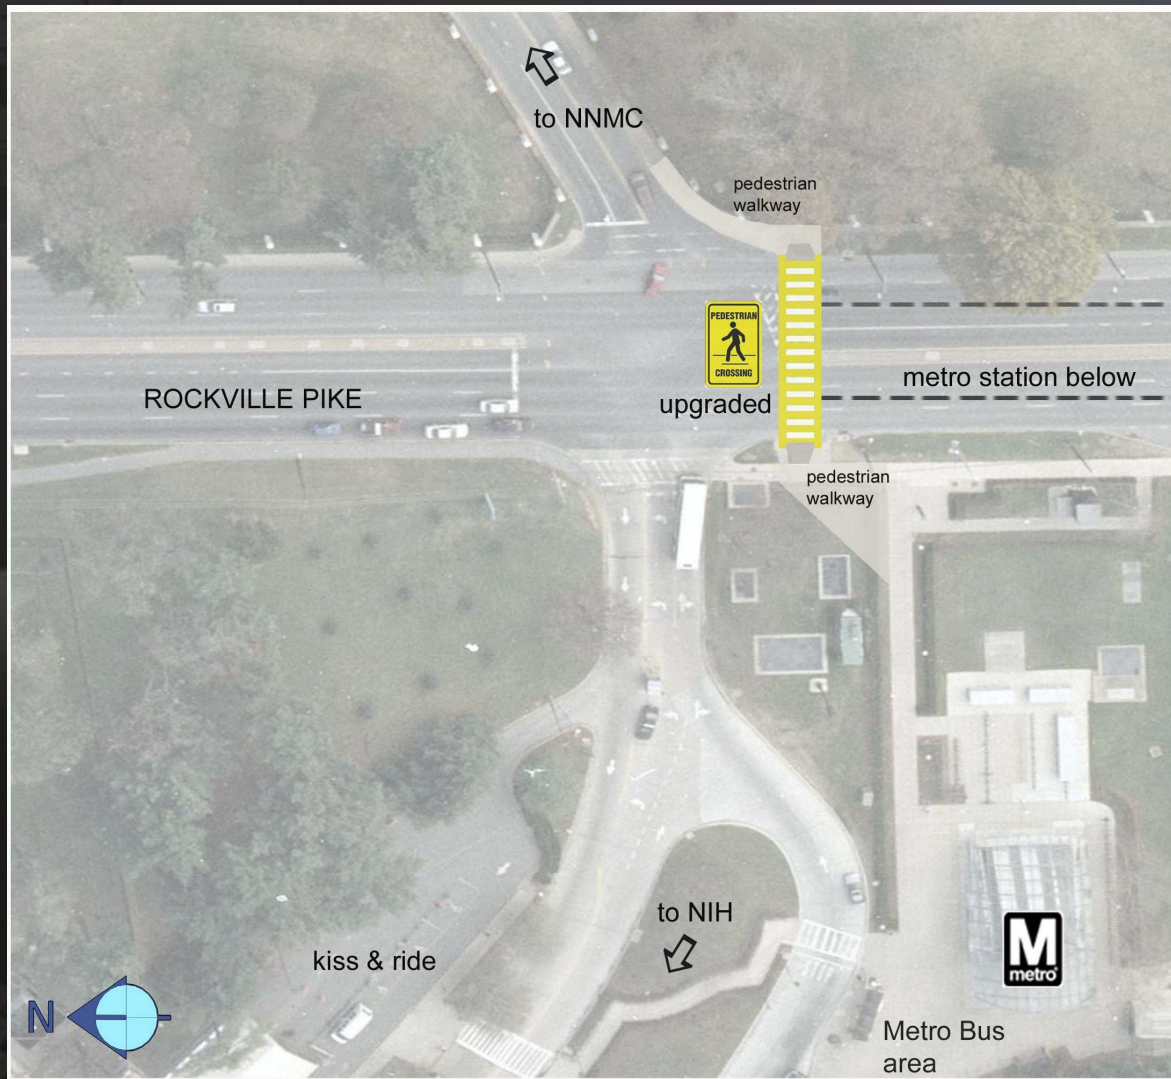 to NNMC
pedestrian
walkway
PEDESTRIAN
CROSSING
ROCKVILLE PIKE
upgraded
metro station below
pedestrian
walkway
to NIH
kiss & ride
M
metro
N
Metro Bus
area